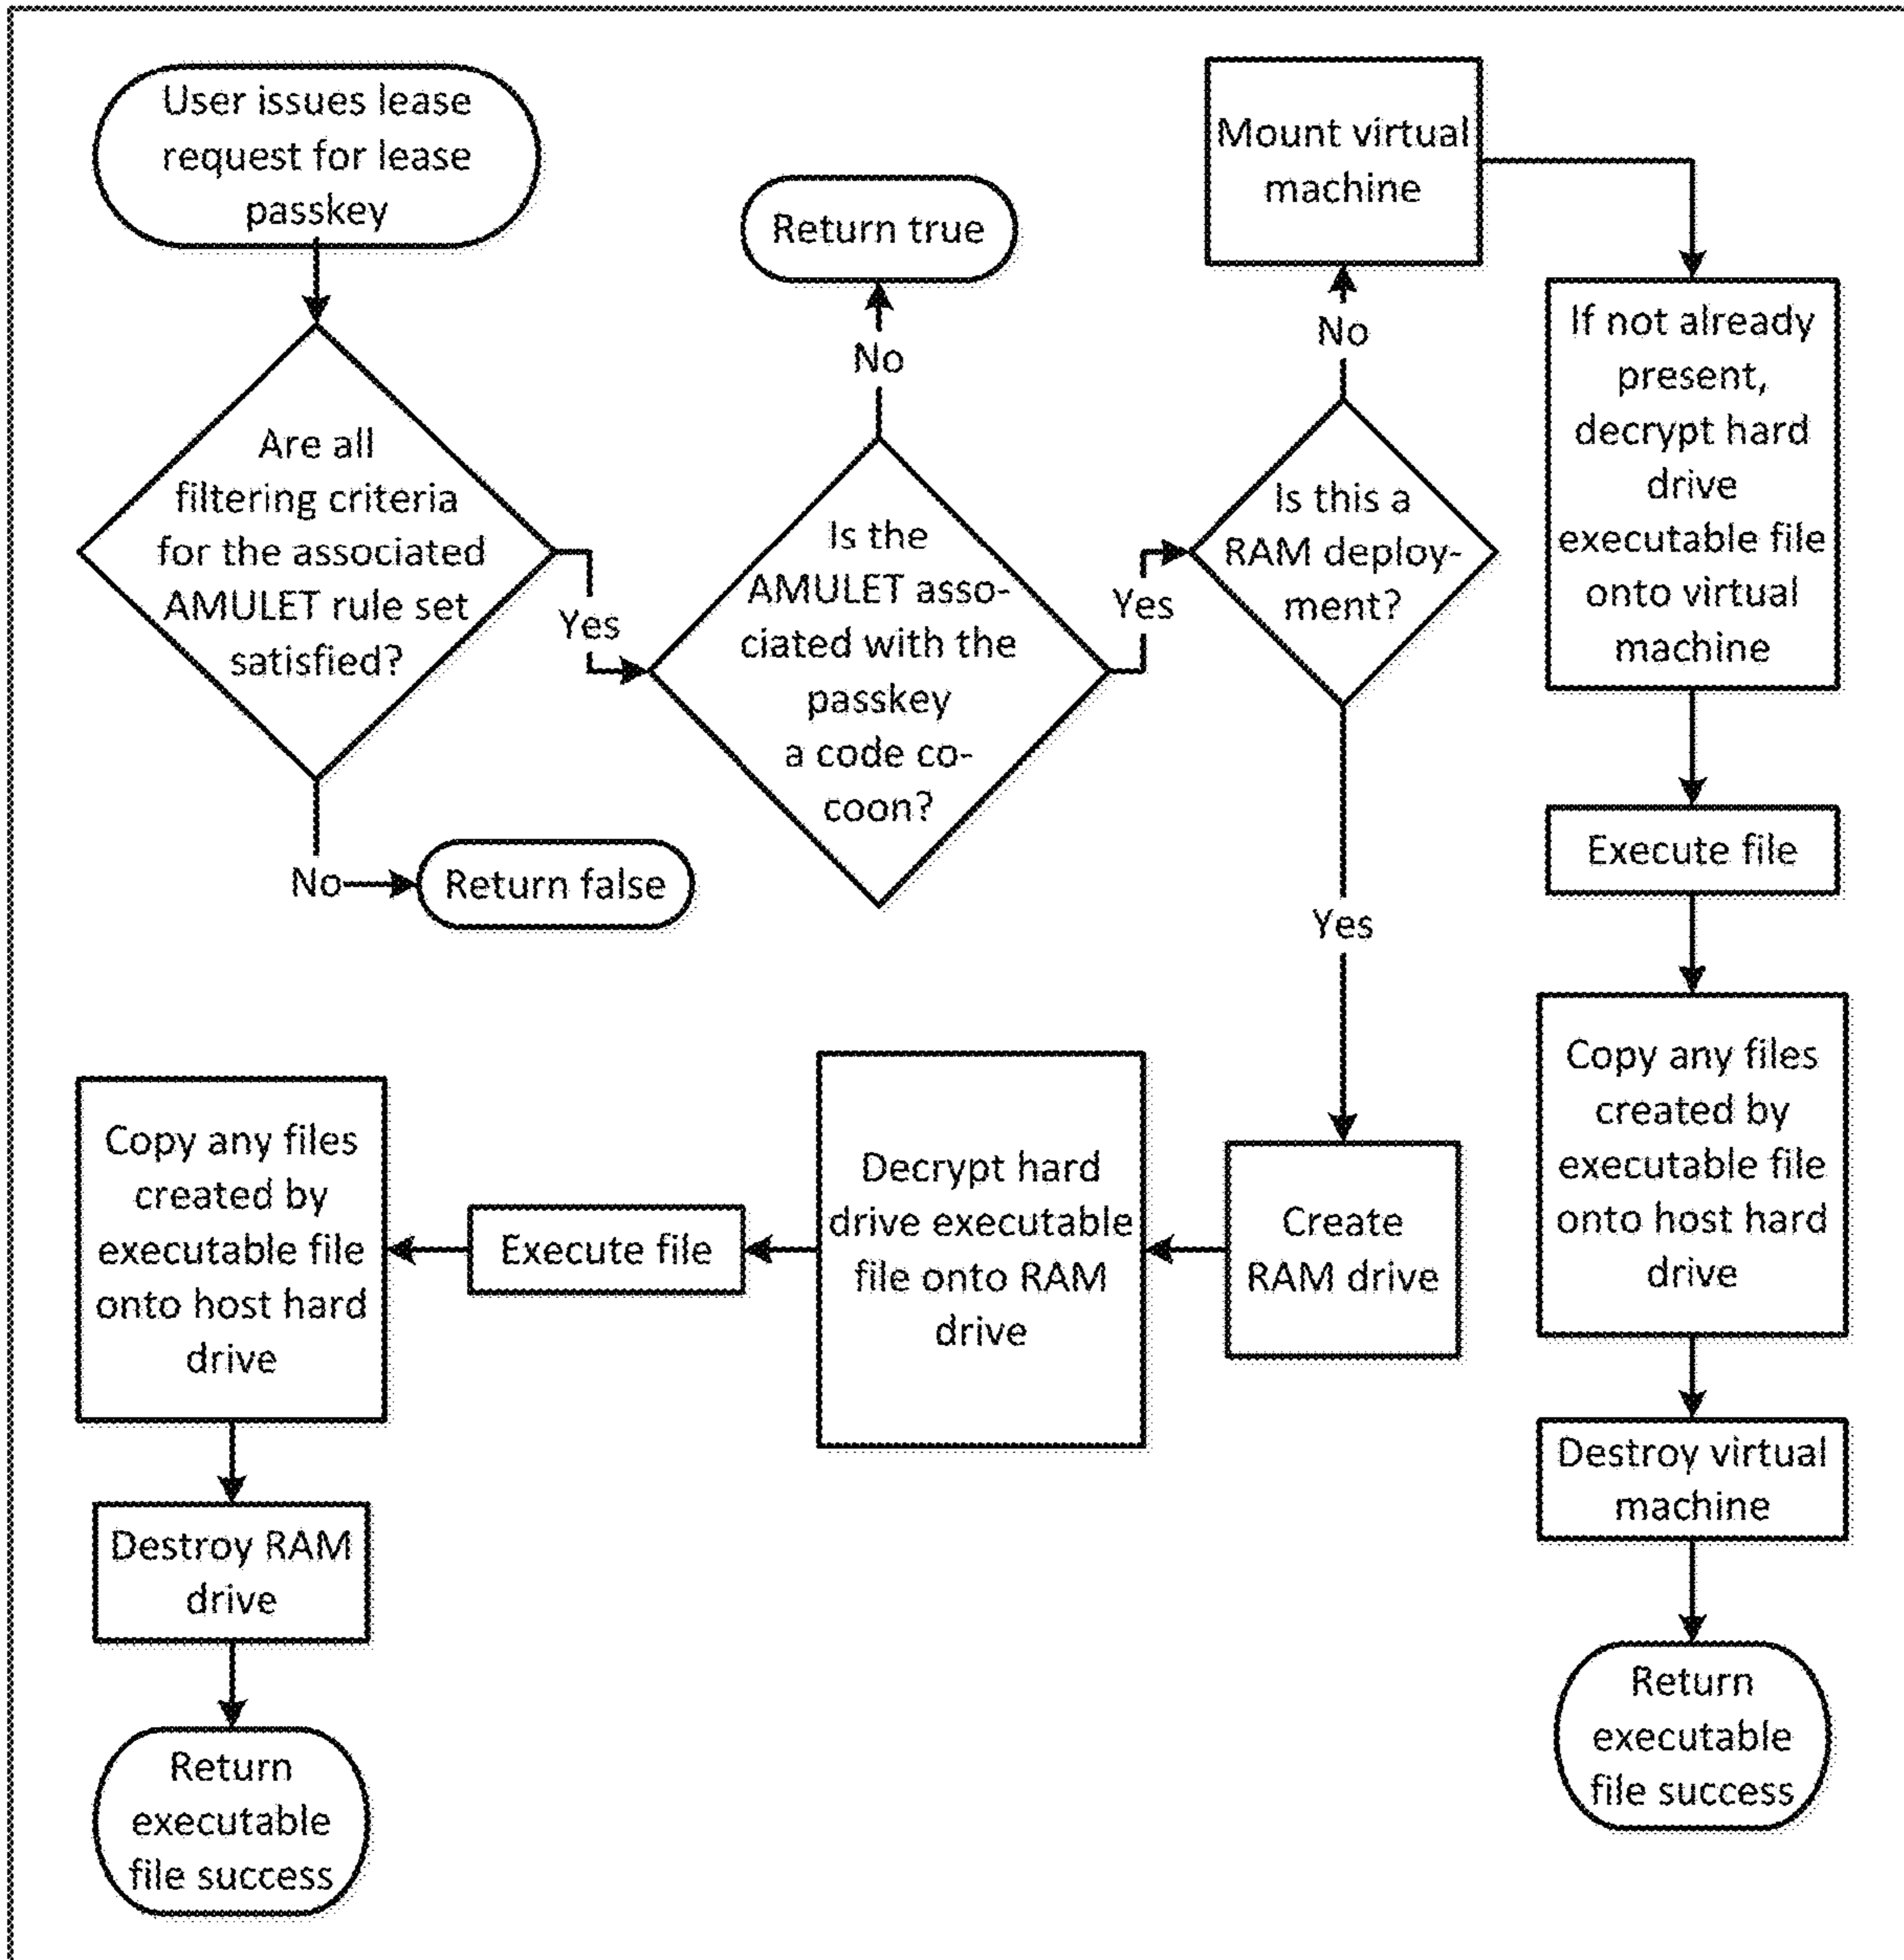 User issues lease
request for lease
passkey
Are all
filtering criteria
for the associated
AMULET rule set
satisfied?
No
Return false
Yes
Is the
AMULET asso-
ciated with the
passkey
a code co-
coon?
No
Return true
Yes
Is this a
RAM deploy-
ment?
No
Mount virtual
machine
If not already
present,
decrypt hard
drive
executable file
onto virtual
machine
Execute file
Copy any files
created by
executable file
onto host hard
drive
Destroy virtual
machine
Return
executable
file success
Yes
Create
RAM drive
Decrypt hard
drive executable
file onto RAM
drive
Execute file
Copy any files
created by
executable file
onto host hard
drive
Destroy RAM
drive
Return
executable
file success